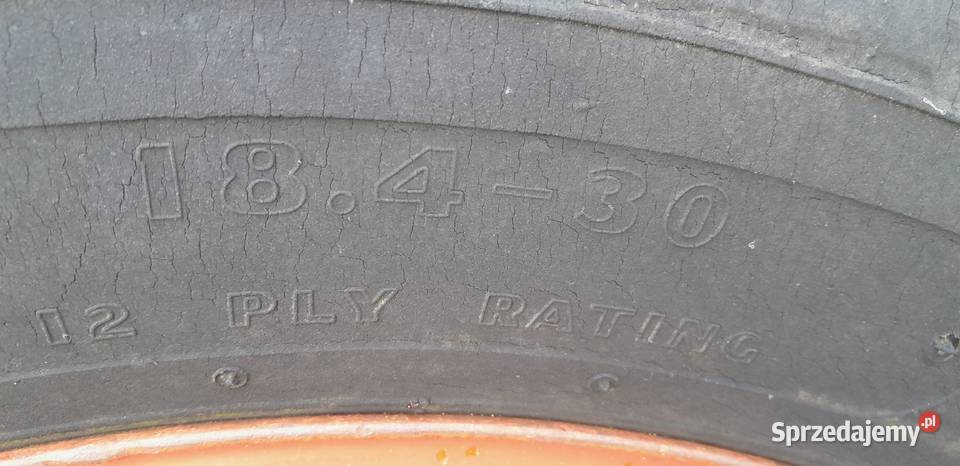 18.4-30
12 PLY RATING
Sprzedajemy.pl